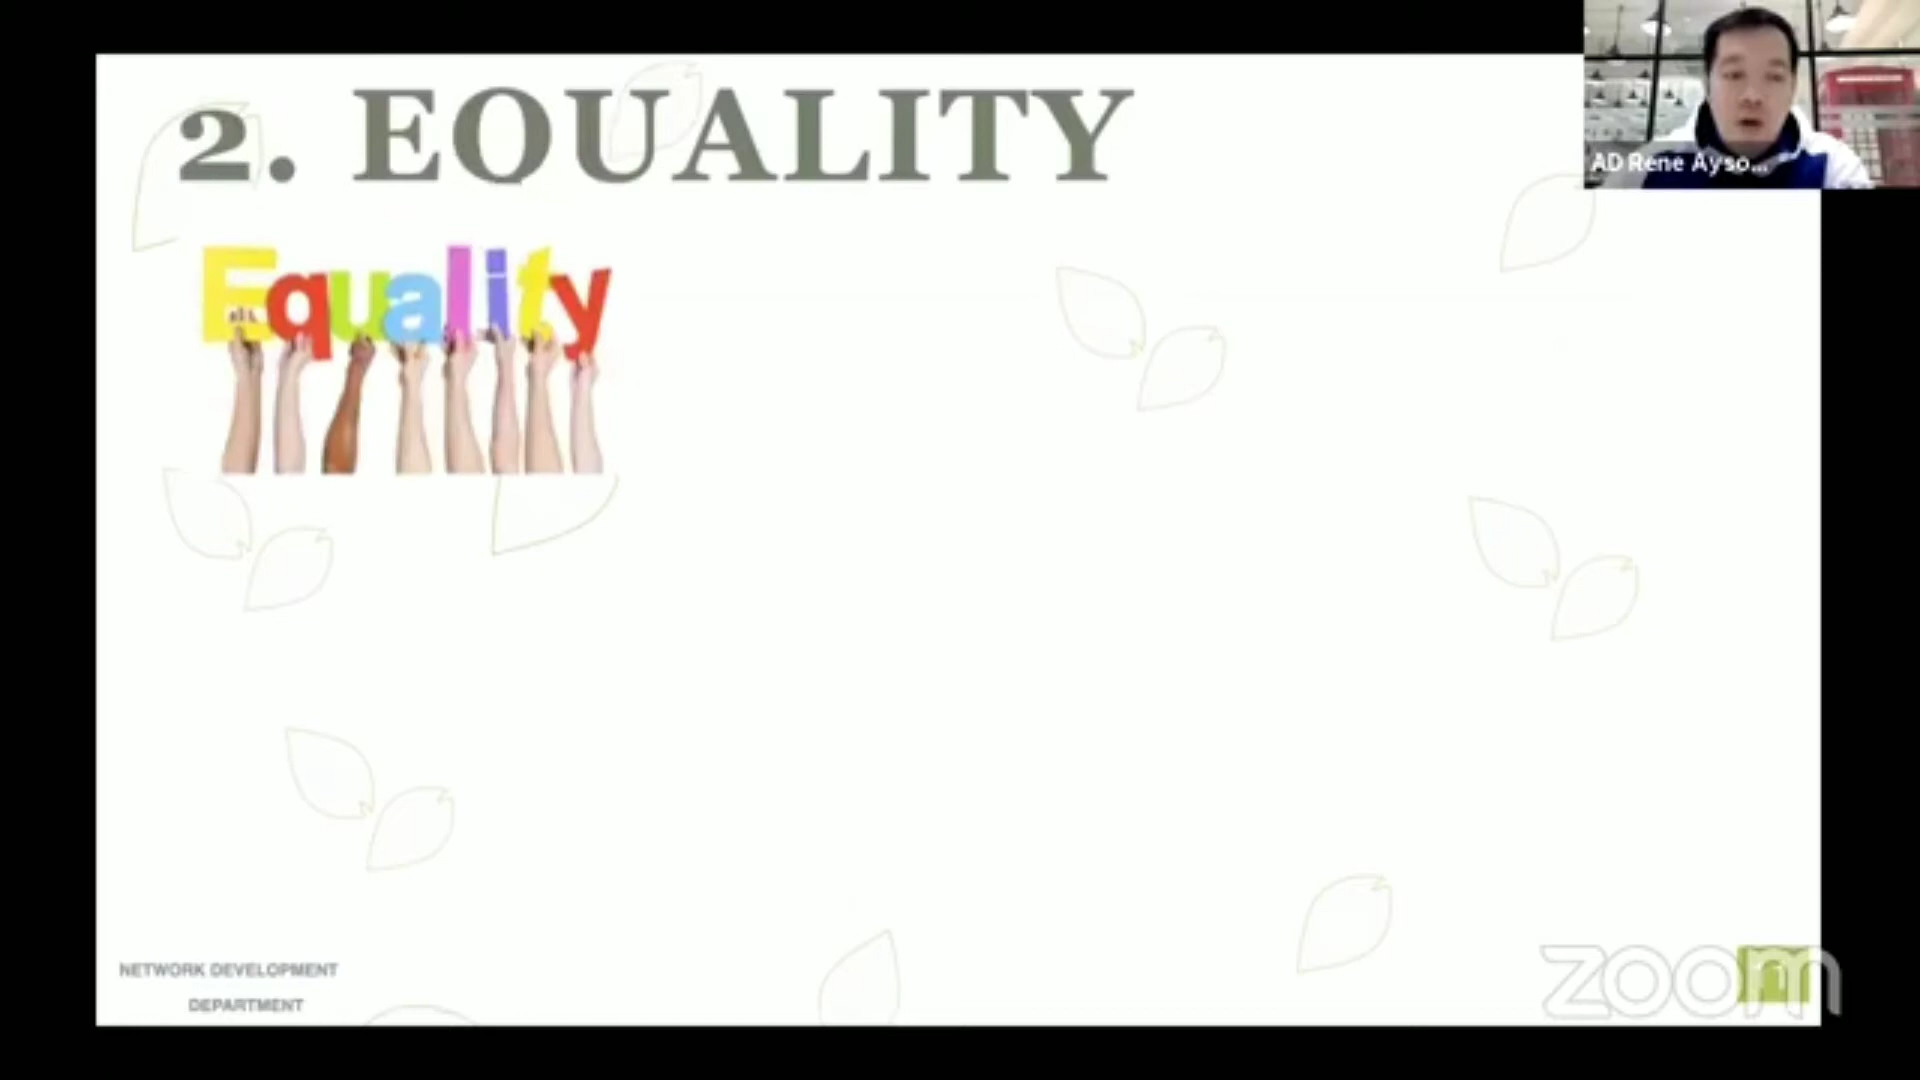 2. EQUALITY
AD Rene Ayso...
Equality
NETWORK DEVELOPMENT
DEPARTMENT
zoom